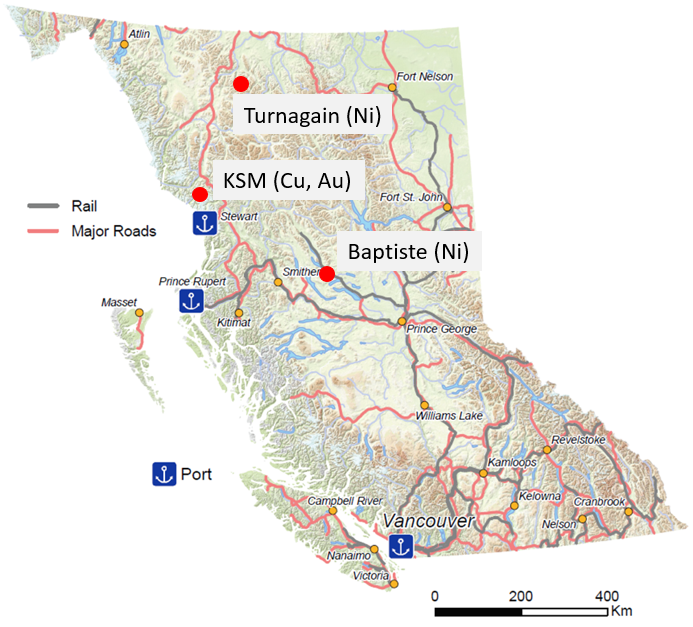 Atlin
Fort Nelson
Turnagain (Ni)
KSM (Cu, Au)
Fort St. John
Rail
Stewart
Major Roads
Baptiste (Ni)
Smither
Prince Rupert
Masset
Kitimat
Prince George
Williams Lake
Revelstoke
Port
Kamloops
Campbell River
Kelowna
Cranbrook
Vancouver
Nelson
Nanaimo
Victoria
0 200 400
Km